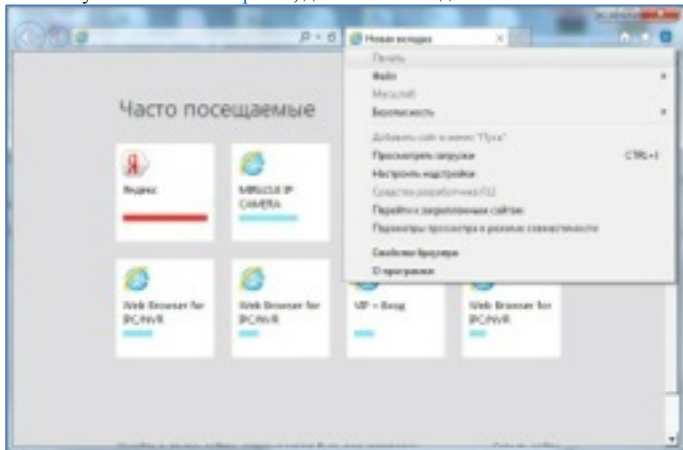 Новая вкладка
Печать
Файл
Масштаб
Безопасность
Добавить сайт в меню "Пуск"
Просмотреть загрузки CTRL+J
Настроить надстройки
Средства разработчика F12
Перейти к закрепленным сайтам
Параметры просмотра в режиме совместимости
Свойства браузера
О программе
Часто посещаемые
Яндекс
MIRACLE IP
CAMERA
Web Browser for
IPC/NVR
Web Browser for
IPC/NVR
VIP – Вход
Web Browser for
IPC/NVR